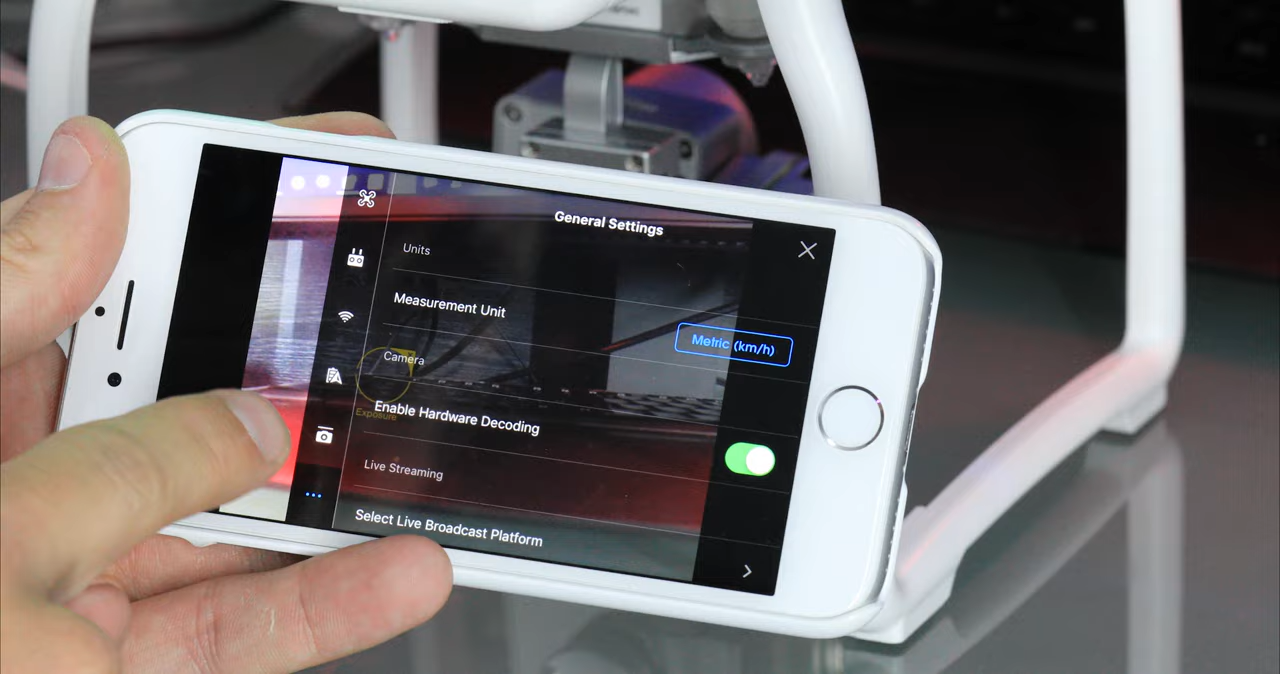 General Settings
Units
Measurement Unit
Metric (km/h)
Camera
Exposure
Enable Hardware Decoding
Live Streaming
Select Live Broadcast Platform